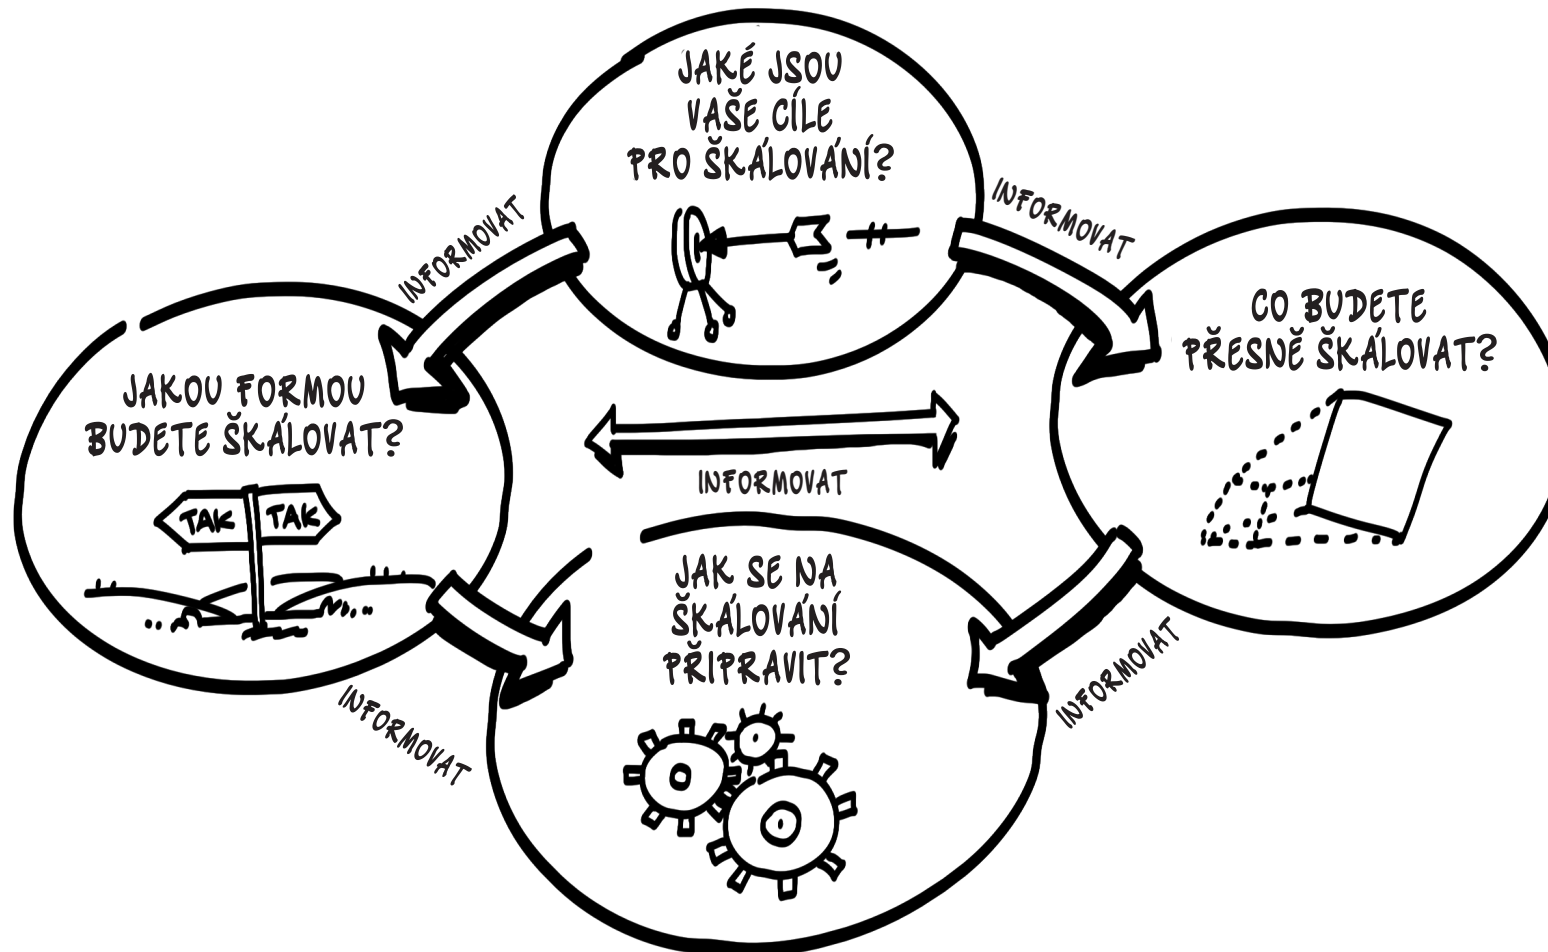 JAKÉ JSOU
VAŠE CÍLE
PRO ŠKÁLOVÁNÍ?
INFORMOVAT
INFORMOVAT
CO BUDETE
PŘESNĚ ŠKÁLOVAT?
JAKOU FORMOU
BUDETE ŠKÁLOVAT?
TAK
TAK
INFORMOVAT
JAK SE NA
ŠKÁLOVÁNÍ
PŘIPRAVIT?
INFORMOVAT
INFORMOVAT